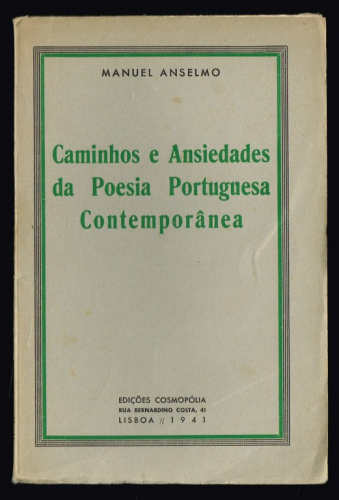 MANUEL ANSELMO
Caminhos e Ansiedades
da Poesia Portuguesa
Contemporânea
EDIÇÕES COSMOPÓLIA
RUA BERNARDINO COSTA, 41
LISBOA // 1941